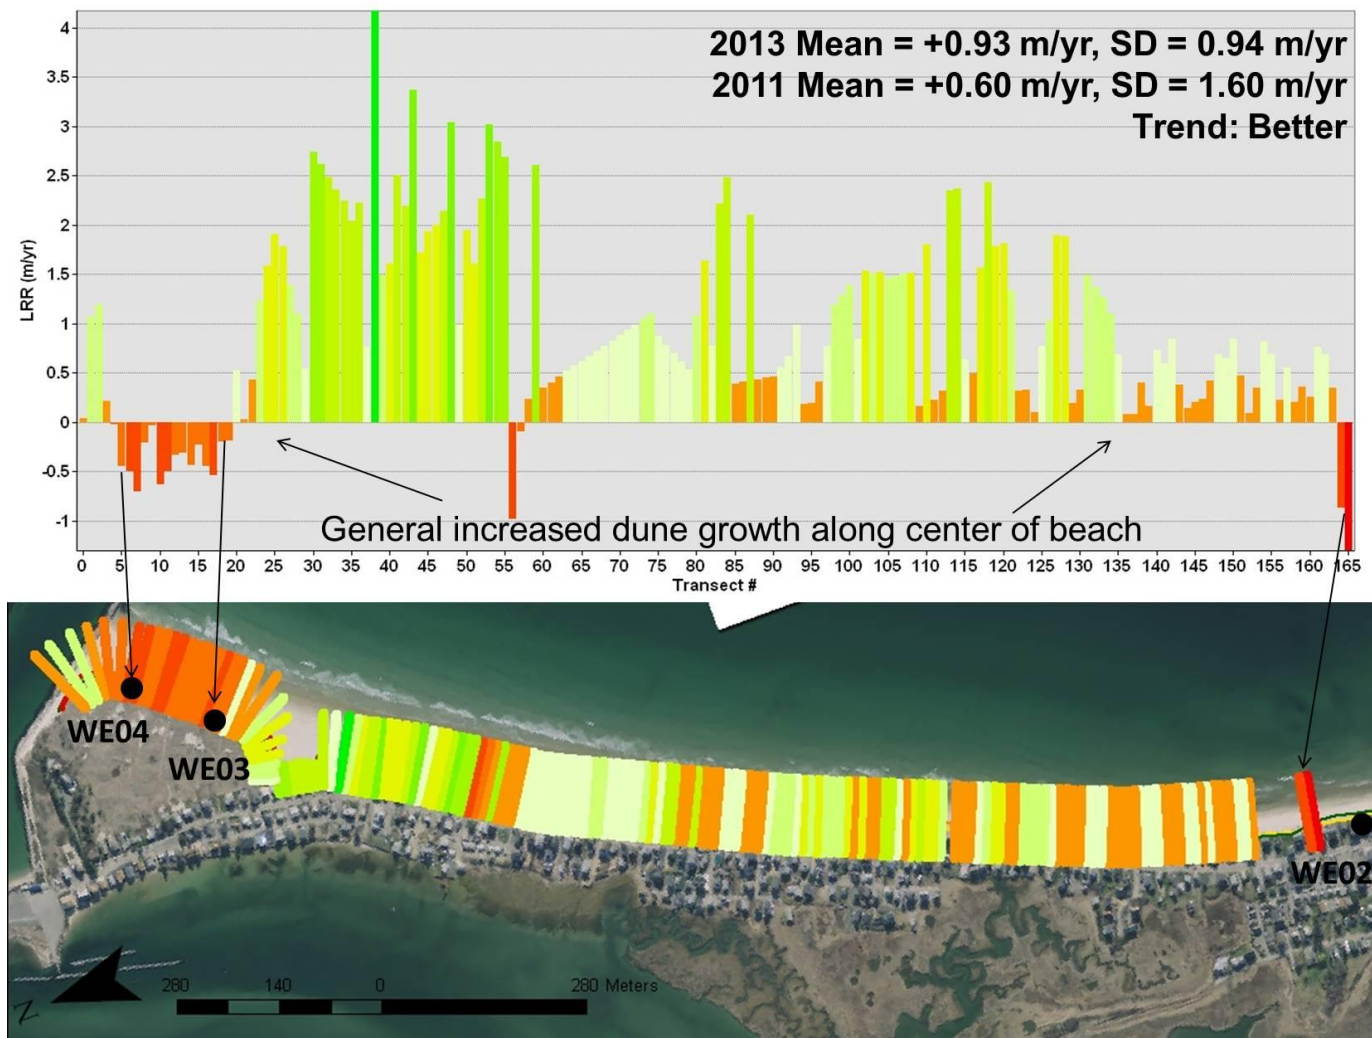 2013 Mean = +0.93 m/yr, SD = 0.94 m/yr
2011 Mean = +0.60 m/yr, SD = 1.60 m/yr
Trend: Better
LRR (m/yr)
4
3.5
3
2.5
2
1.5
1
0.5
0
-0.5
-1
General increased dune growth along center of beach
0 5 10 15 20 25 30 35 40 45 50 55 60 65 70 75 80 85 90 95 100 105 110 115 120 125 130 135 140 145 150 155 160 165
Transect #
WE04
WE03
WE02
N
280 140 0 280 Meters